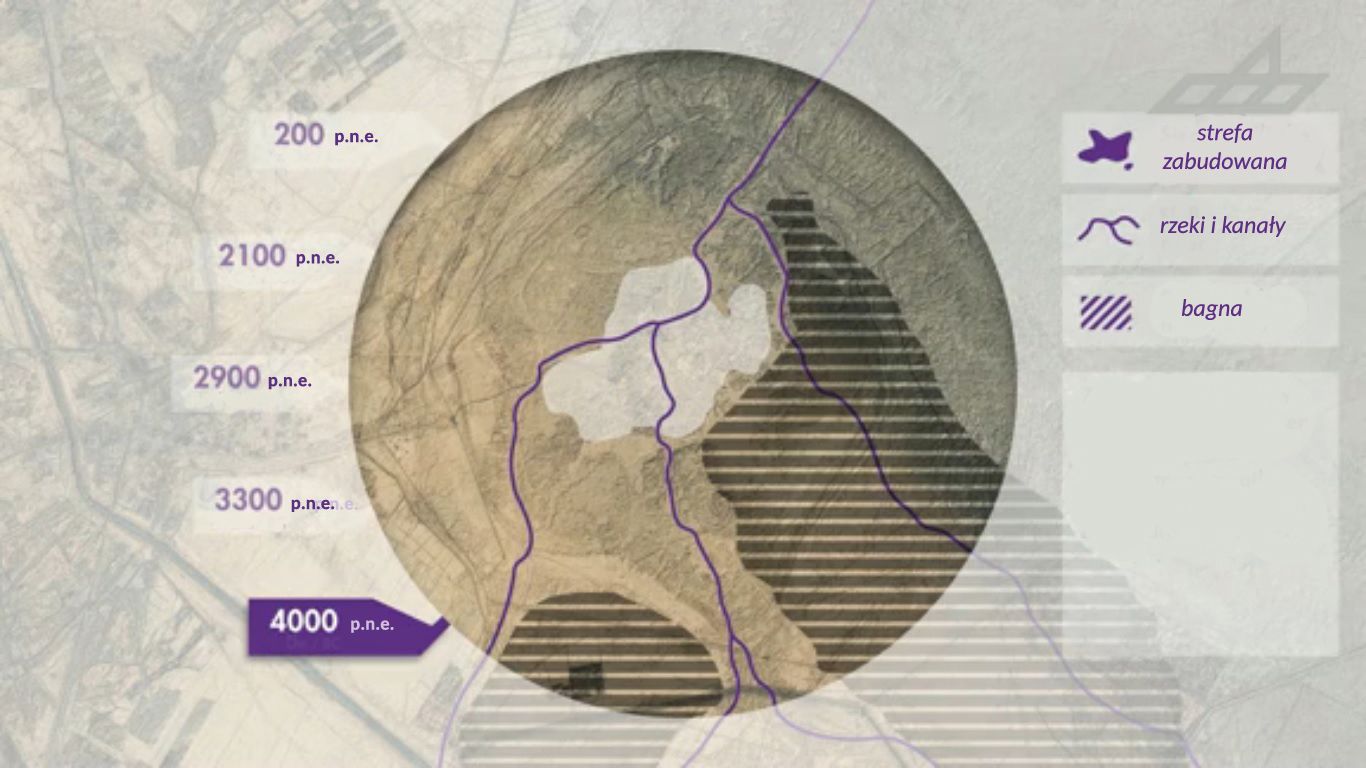 200 p.n.e.
2100 p.n.e.
2900 p.n.e.
3300 p.n.e.
4000 p.n.e.
strefa
zabudowana
rzeki i kanały
bagna